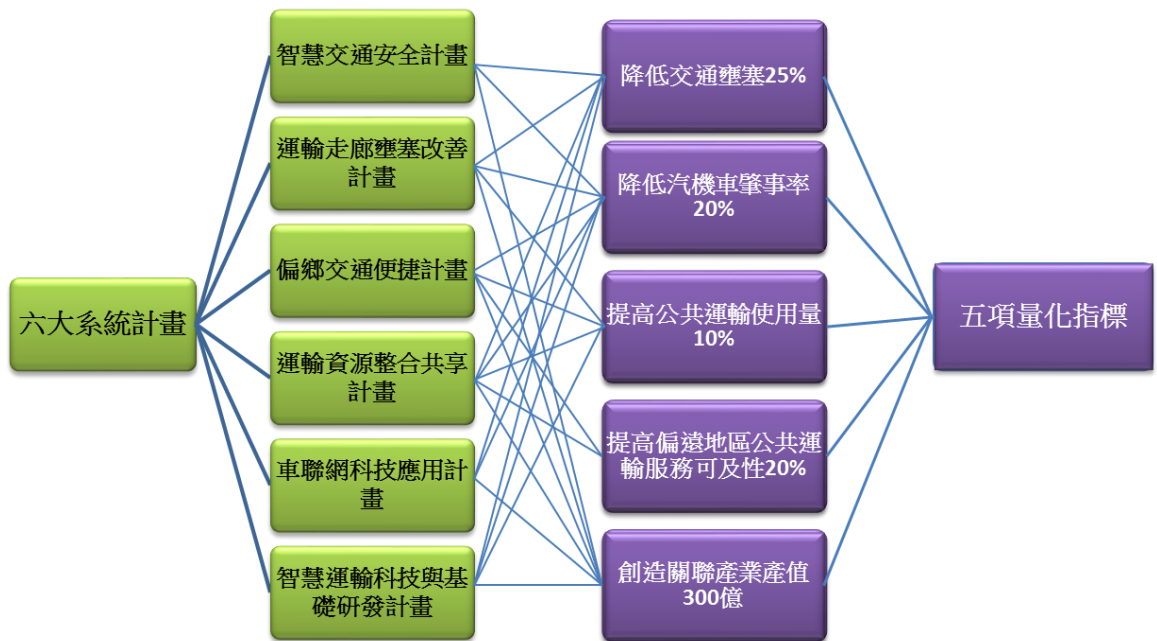 六大系統計畫
智慧交通安全計畫
運輸走廊壅塞改善
計畫
偏鄉交通便捷計畫
運輸資源整合共享
計畫
車聯網科技應用計
畫
智慧運輸科技與基
礎研發計畫
降低交通壅塞25%
降低汽機車肇事率
20%
提高公共運輸使用量
10%
提高偏遠地區公共運
輸服務可及性20%
創造關聯產業產值
300億
五項量化指標